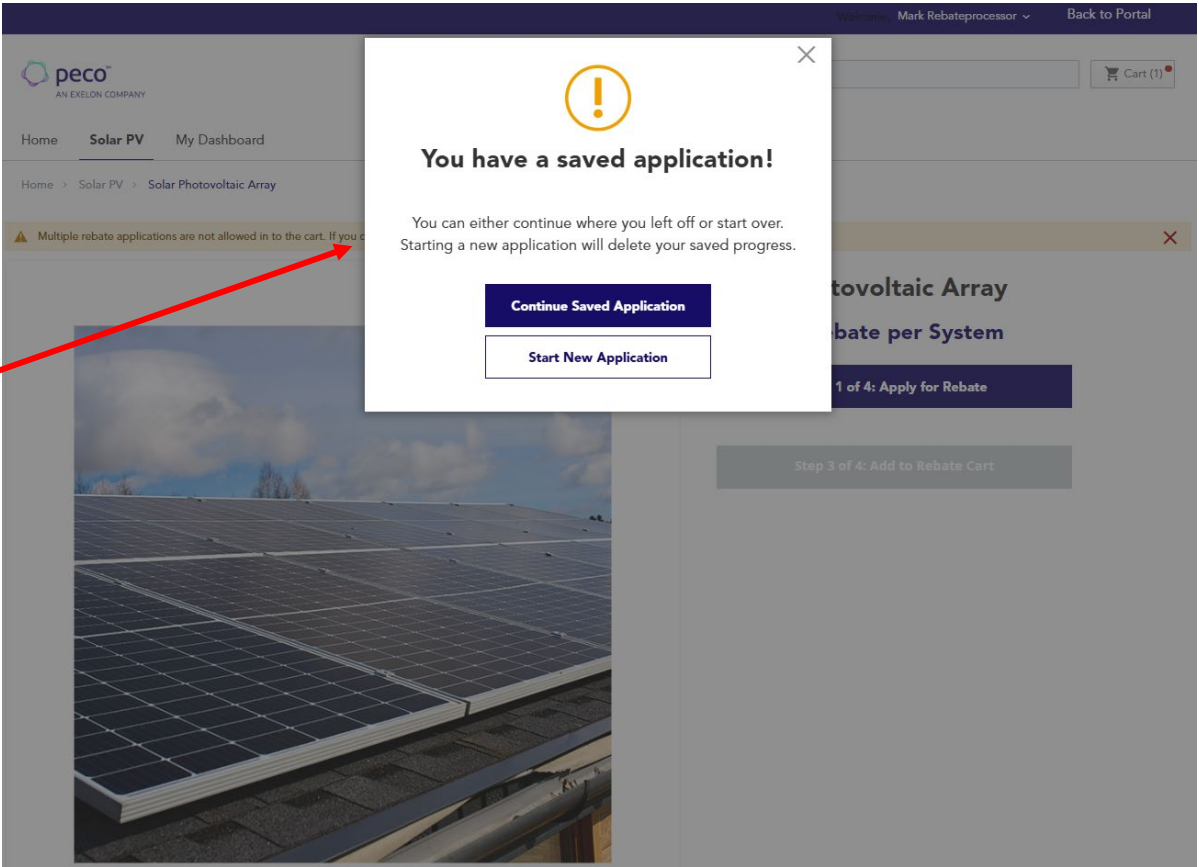 Welcome, Mark Rebateprocessor Back to Portal
peco™
AN EXELON COMPANY
Cart (1)
Home Solar PV My Dashboard
Home > Solar PV > Solar Photovoltaic Array
Multiple rebate applications are not allowed in to the cart. If you
You have a saved application!
You can either continue where you left off or start over.
Starting a new application will delete your saved progress.
Continue Saved Application
Start New Application
tovoltaic Array
bate per System
1 of 4: Apply for Rebate
Step 3 of 4: Add to Rebate Cart